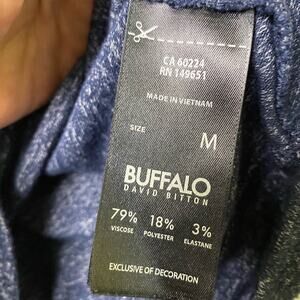 CA 60224
RN 149651
MADE IN VIETNAM
SIZE M
BUFFALO
DAVID BITTON
79% 18% 3%
VISCOSE POLYESTER ELASTANE
EXCLUSIVE OF DECORATION